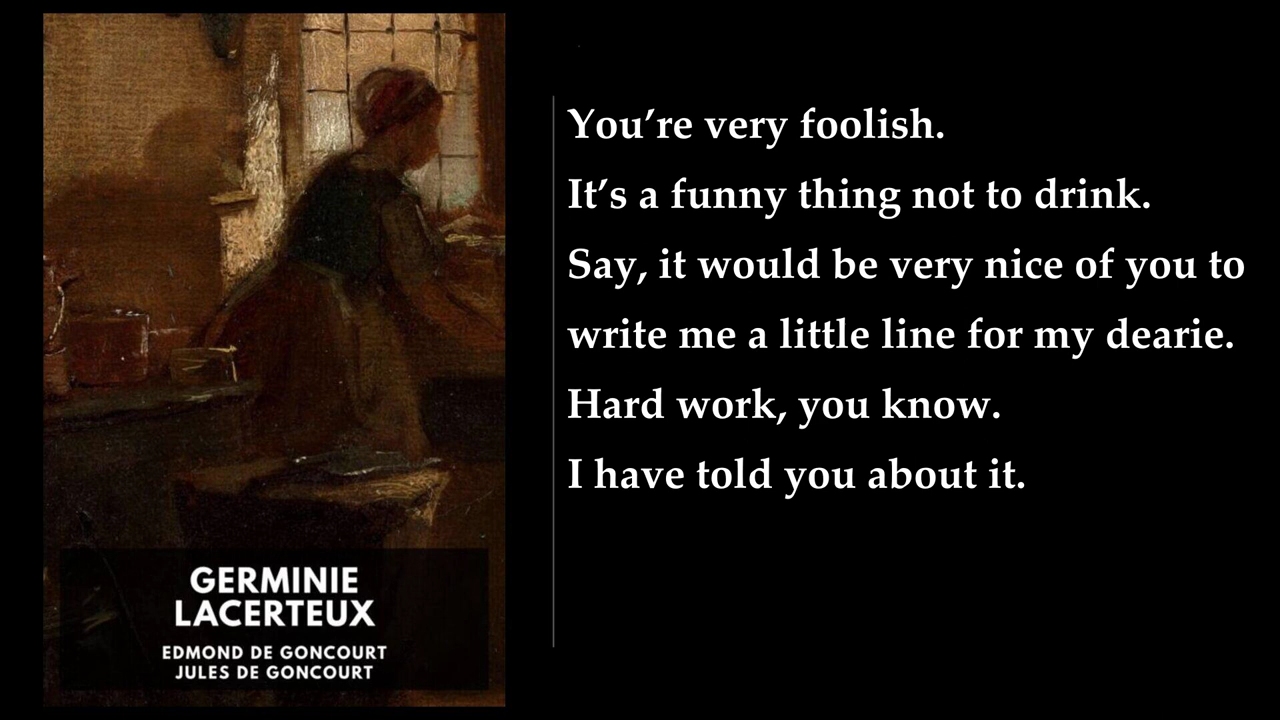 You’re very foolish.
It’s a funny thing not to drink.
Say, it would be very nice of you to
write me a little line for my dearie.
Hard work, you know.
I have told you about it.
GERMINIE
LACERTEUX
EDMOND DE GONCOURT
JULES DE GONCOURT